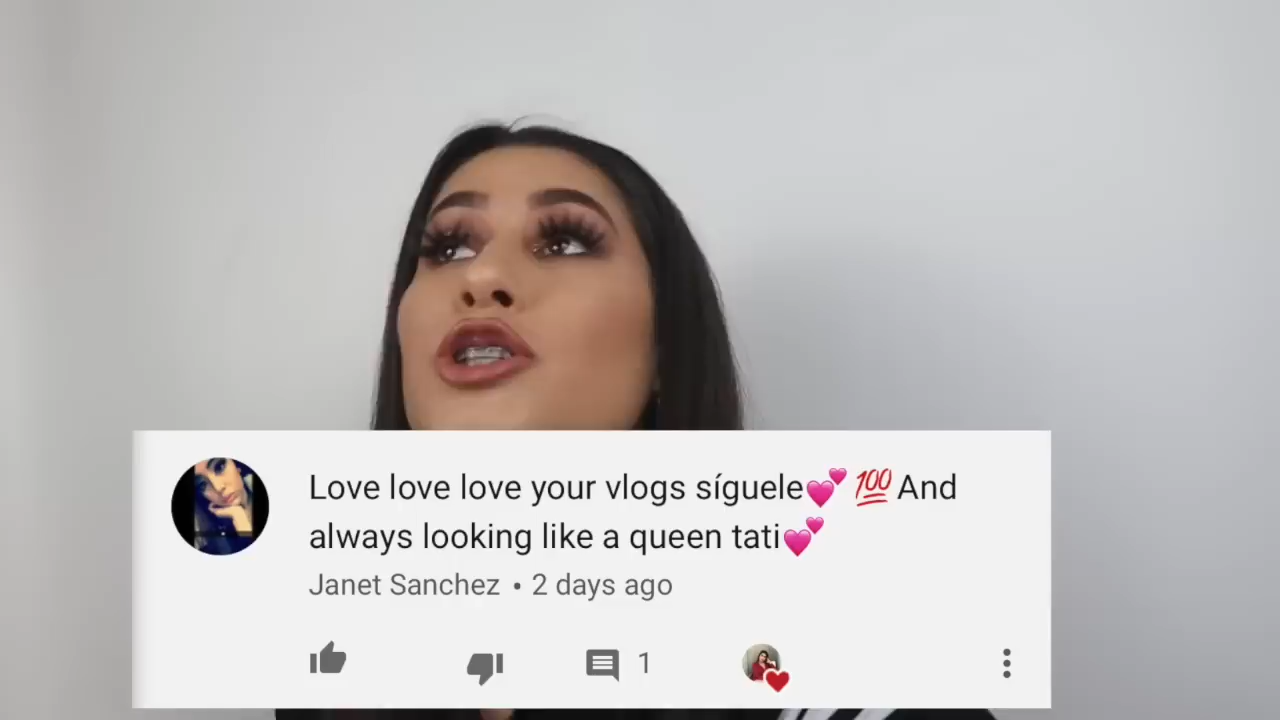 Love love love your vlogs síguele💕 💯And
always looking like a queen tati💕
Janet Sanchez • 2 days ago
1